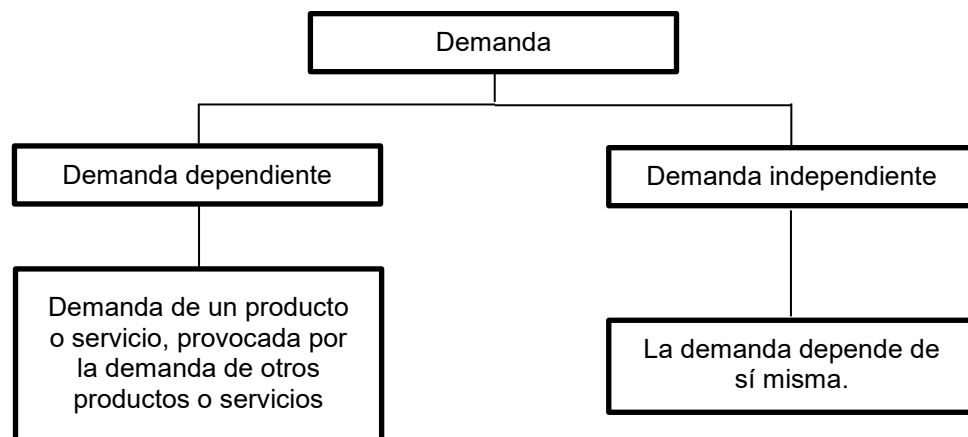 Demanda
Demanda dependiente
Demanda independiente
Demanda de un producto
o servicio, provocada por
la demanda de otros
productos o servicios
La demanda depende de
sí misma.